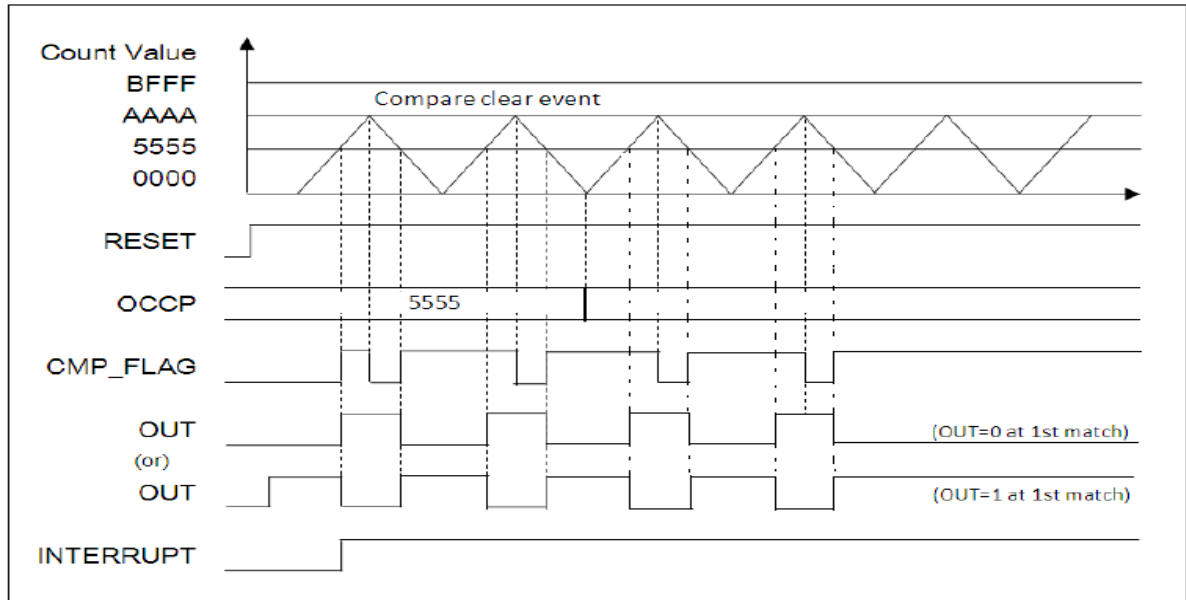 Count Value
BFFF
Compare clear event
AAAA
5555
0000
RESET
OCCP 5555
CMP_FLAG
OUT (OUT=0 at 1st match)
(or)
OUT (OUT=1 at 1st match)
INTERRUPT